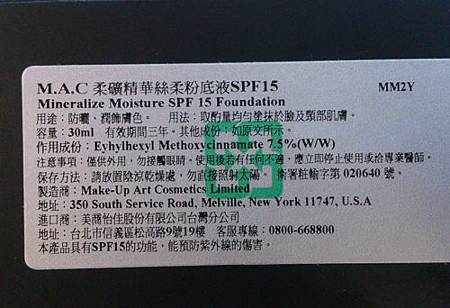 M.A.C 柔礦精華絲柔粉底液SPF15 MM2Y
Mineralize Moisture SPF 15 Foundation
用途：防曬、潤飾膚色。 用法：取酌量均勻塗抹於臉及頸部肌膚。
容量：30ml 有效期間三年。其他成份：如原文所示。
作用成份：Eyhylhexyl Methoxycinnamate 7.5%(W/W)
注意事項：僅供外用，勿接觸眼睛。使用後若有任何不適，應立即停止使用或洽專業醫師。
保存方法：請放置陰涼乾燥處，勿直接照射太陽。 衛署粧輸字第 020640 號。
製造商：Make-Up Art Cosmetics Limited
地址：350 South Service Road, Melville, New York 11747, U.S.A
進口商：美商怡佳股份有限公司台灣分公司
地址：台北市信義區松高路9號19樓 客服專線：0800-668800
本產品具有SPF15的功能，能預防紫外線的傷害。